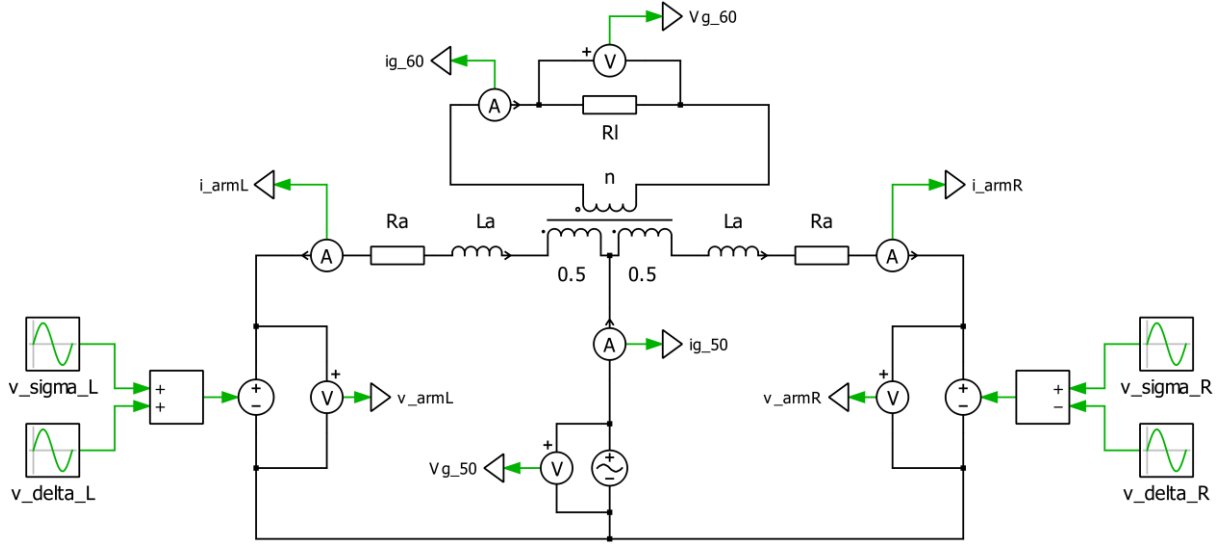 Vg_60
ig_60
+
V
A
Rl
n
i_armL
i_armR
Ra
La
La
Ra
A
A
0.5
0.5
A
ig_50
v_sigma_L
+
+
+
−
+
V
v_armL
v_delta_L
Vg_50
+
V
+
−
v_armR
+
V
+
−
+
−
v_sigma_R
v_delta_R